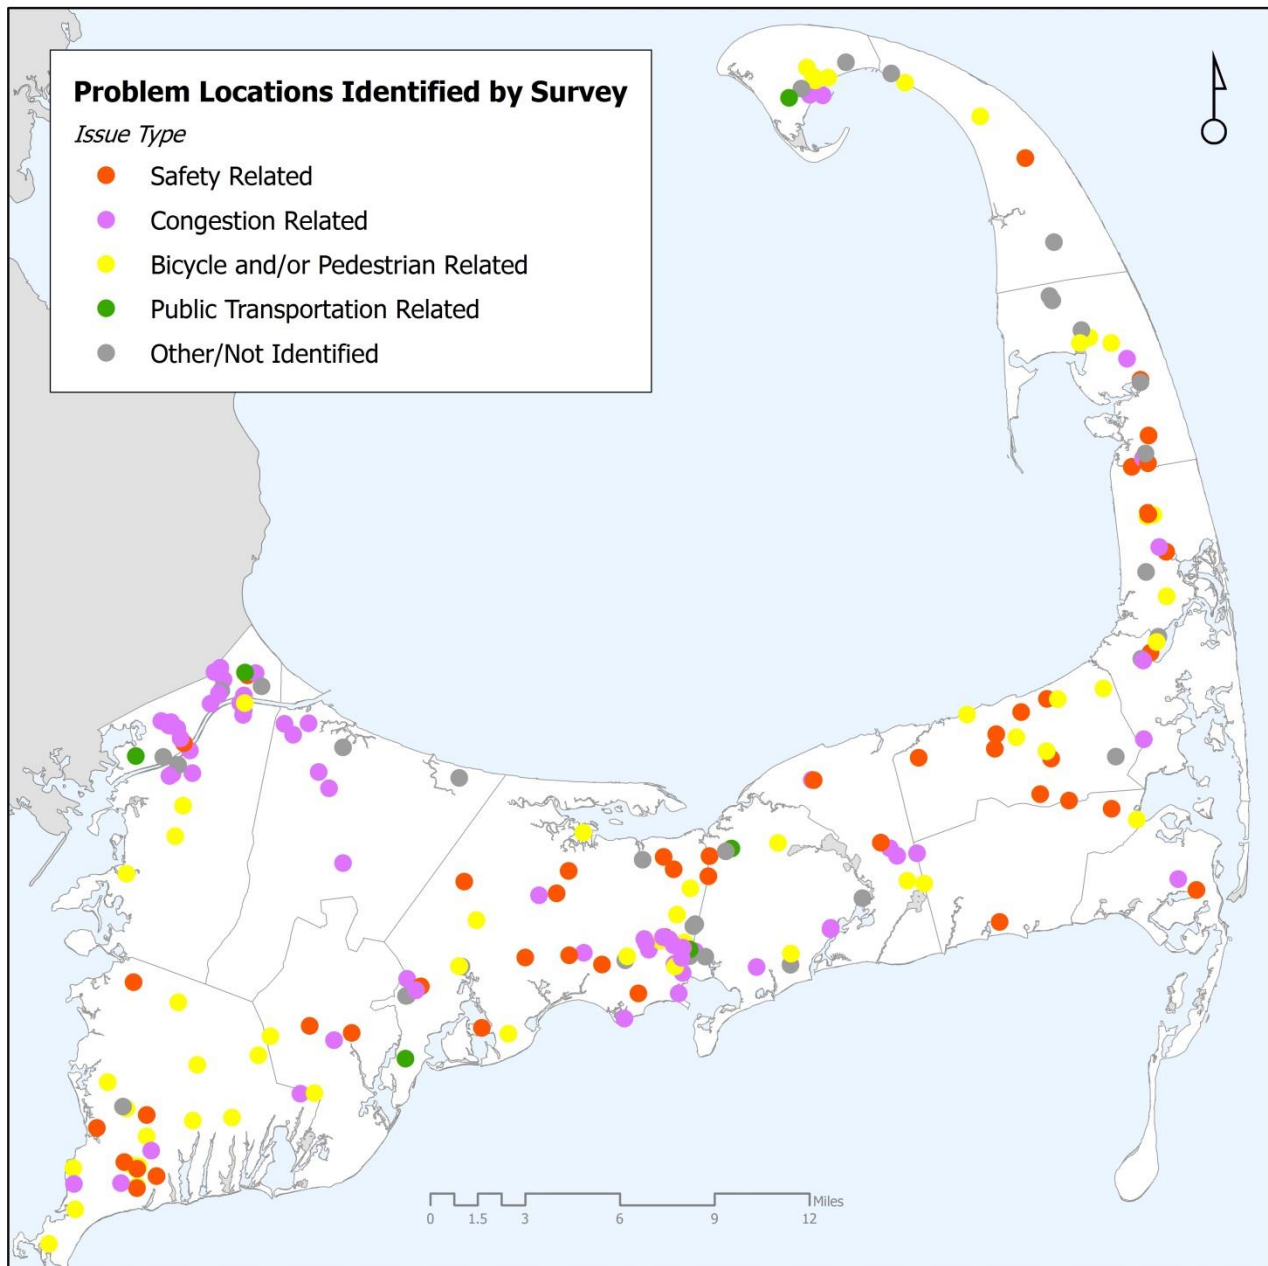 Problem Locations Identified by Survey
Issue Type
Safety Related
Congestion Related
Bicycle and/or Pedestrian Related
Public Transportation Related
Other/Not Identified
Miles
0 1.5 3 6 9 12